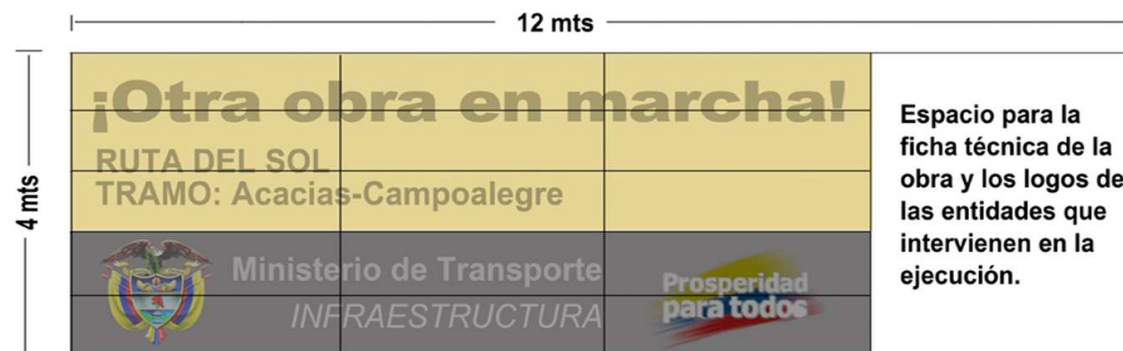 12 mts
4 mts
¡Otra obra en marcha!
RUTA DEL SOL
TRAMO: Acacias-Campoalegre
Ministerio de Transporte
INFRAESTRUCTURA
Prosperidad
para todos
Espacio para la
ficha técnica de la
obra y los logos de
las entidades que
intervienen en la
ejecución.